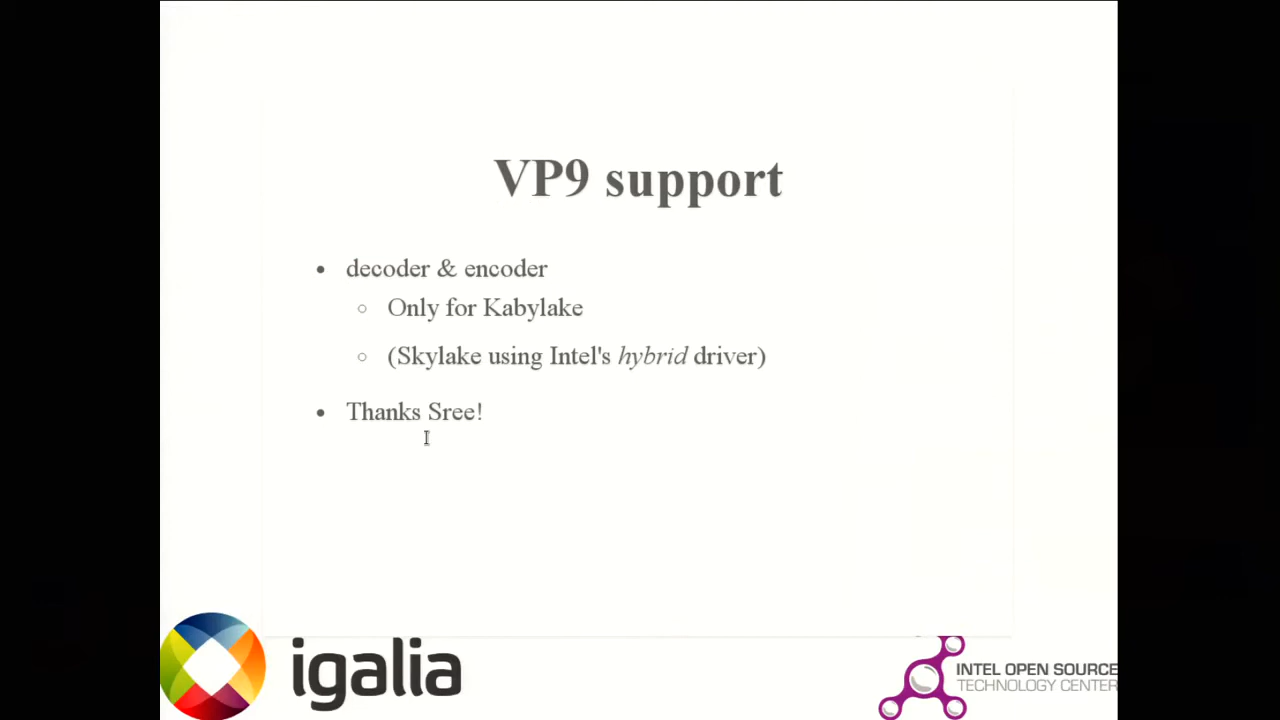 VP9 support
• decoder & encoder
○ Only for Kabylake
○ (Skylake using Intel's hybrid driver)
• Thanks Sree!
igalia
INTEL OPEN SOURCE
TECHNOLOGY CENTER